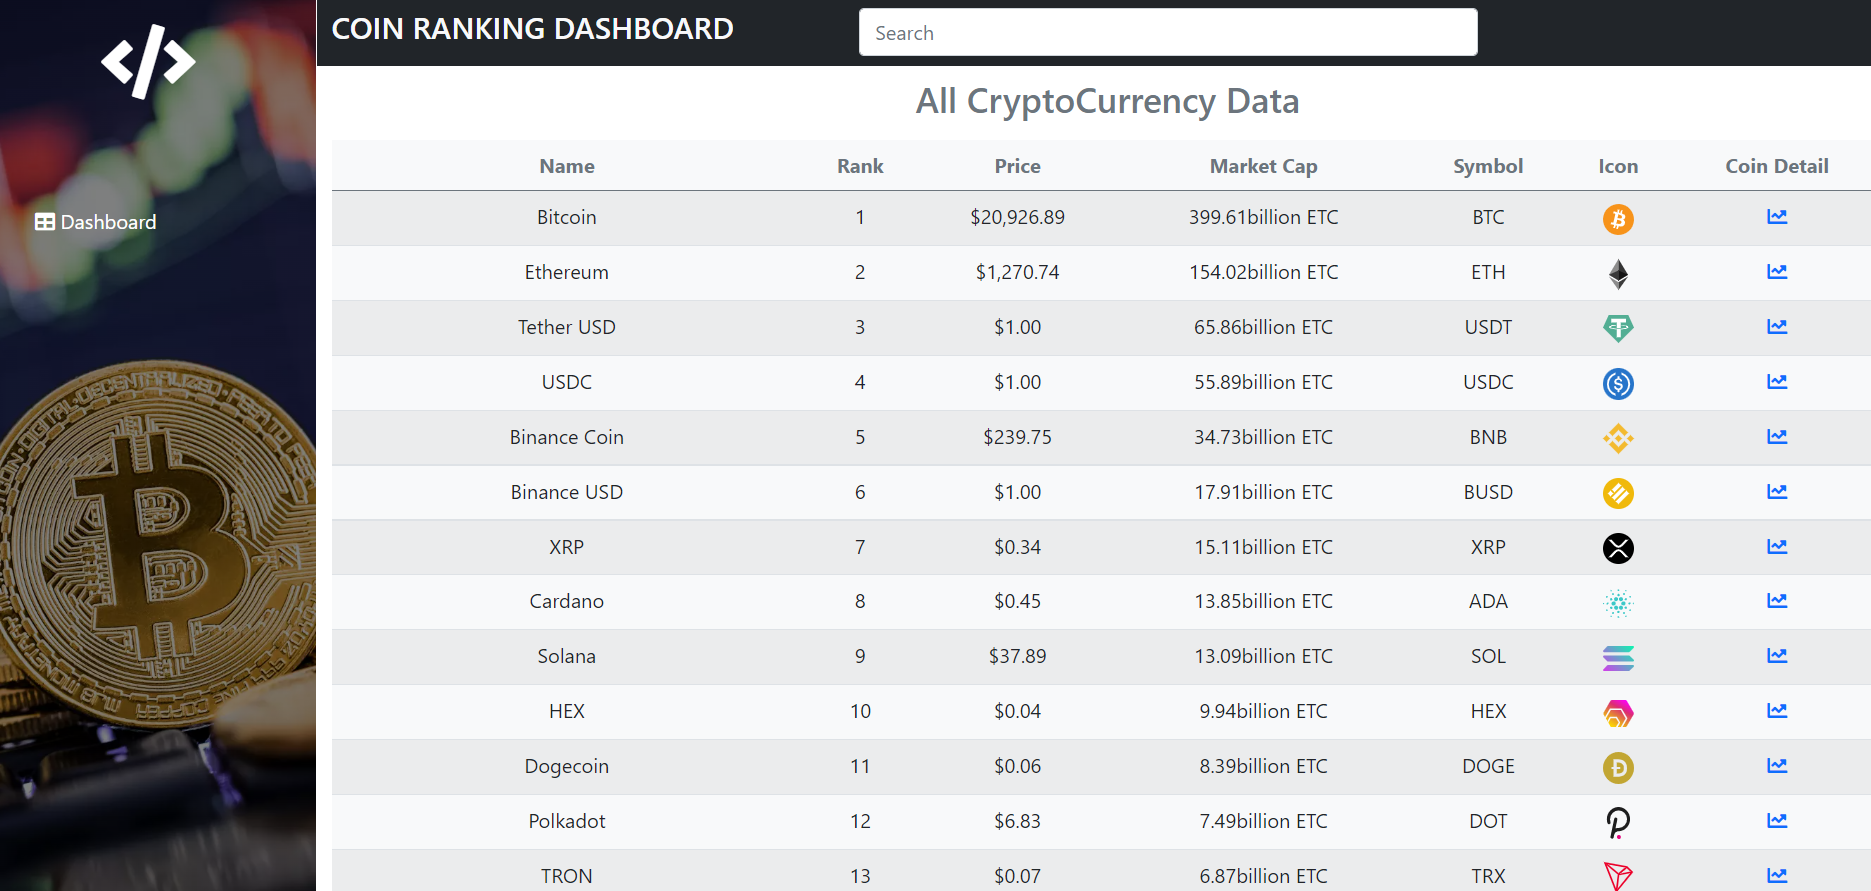 COIN RANKING DASHBOARD
Search
Dashboard
All CryptoCurrency Data
Name Rank Price Market Cap Symbol Icon Coin Detail
Bitcoin 1 $20,926.89 399.61billion ETC BTC
Ethereum 2 $1,270.74 154.02billion ETC ETH
Tether USD 3 $1.00 65.86billion ETC USDT
USDC 4 $1.00 55.89billion ETC USDC
Binance Coin 5 $239.75 34.73billion ETC BNB
Binance USD 6 $1.00 17.91billion ETC BUSD
XRP 7 $0.34 15.11billion ETC XRP
Cardano 8 $0.45 13.85billion ETC ADA
Solana 9 $37.89 13.09billion ETC SOL
HEX 10 $0.04 9.94billion ETC HEX
Dogecoin 11 $0.06 8.39billion ETC DOGE
Polkadot 12 $6.83 7.49billion ETC DOT
TRON 13 $0.07 6.87billion ETC TRX